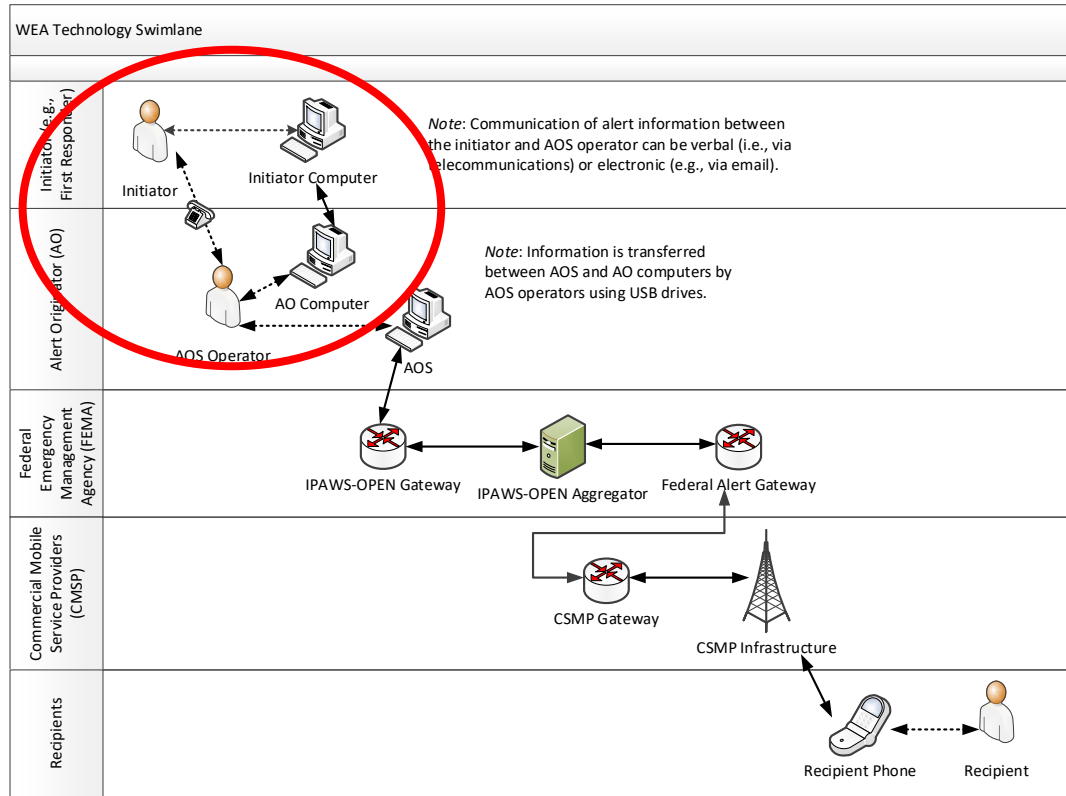 WEA Technology Swimlane
Initiator (e.g.,
First Responder)
Initiator
Initiator Computer
Note: Communication of alert information between
the initiator and AOS operator can be verbal (i.e., via
telecommunications) or electronic (e.g., via email).
Alert Originator (AO)
AOS Operator
AO Computer
Note: Information is transferred
between AOS and AO computers by
AOS operators using USB drives.
AOS
Federal
Emergency
Management
Agency (FEMA)
IPAWS-OPEN Gateway
IPAWS-OPEN Aggregator
Federal Alert Gateway
Commercial Mobile
Service Providers
(CMSP)
CSMP Gateway
CSMP Infrastructure
Recipients
Recipient Phone
Recipient